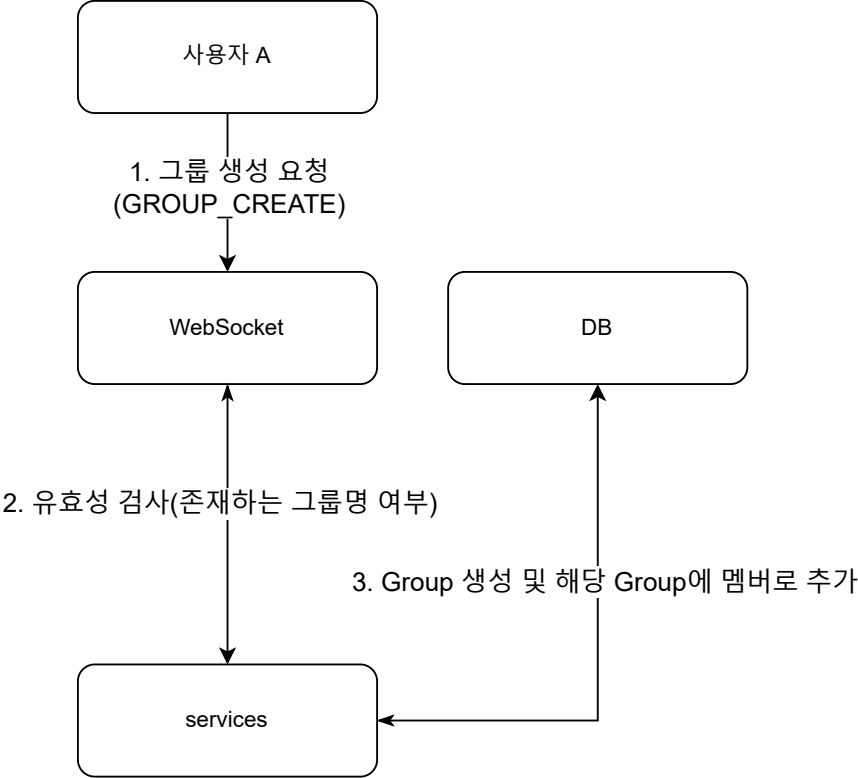 사용자 A
1. 그룹 생성 요청
(GROUP_CREATE)
WebSocket
DB
2. 유효성 검사(존재하는 그룹명 여부)
3. Group 생성 및 해당 Group에 멤버로 추가
services